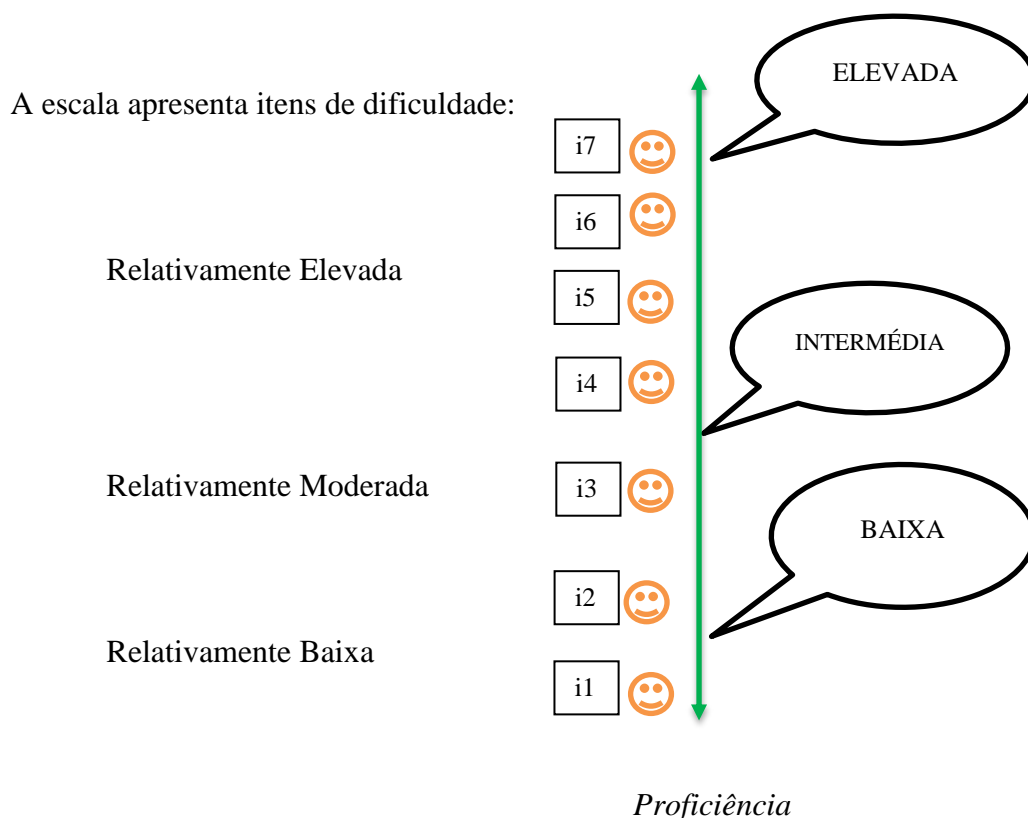 ELEVADA
A escala apresenta itens de dificuldade:
i7
i6
Relativamente Elevada
i5
INTERMÉDIA
i4
Relativamente Moderada
i3
BAIXA
i2
Relativamente Baixa
i1
Proficiência